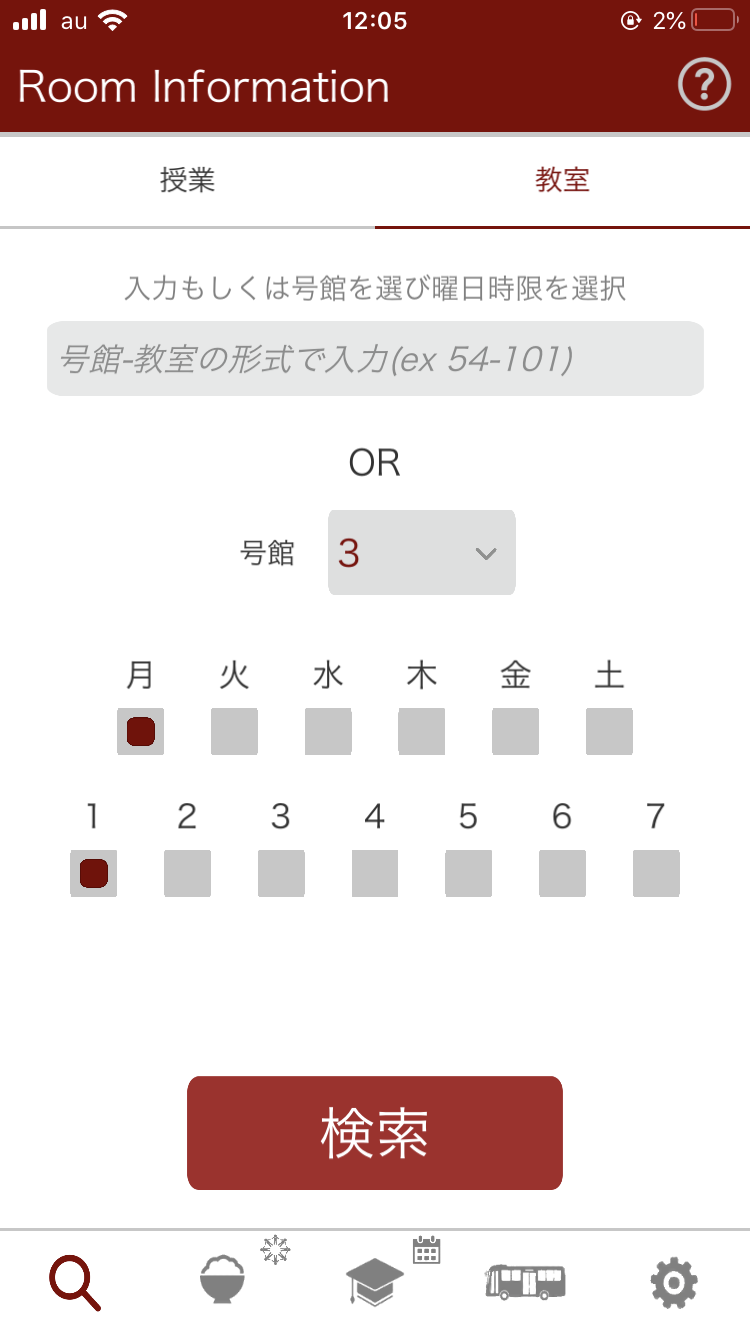 au 12:05 2%
Room Information ?
授業 教室
入力もしくは号館を選び曜日時限を選択
号館-教室の形式で入力(ex 54-101)
OR
号館 3
月 火 水 木 金 土
1 2 3 4 5 6 7
検索